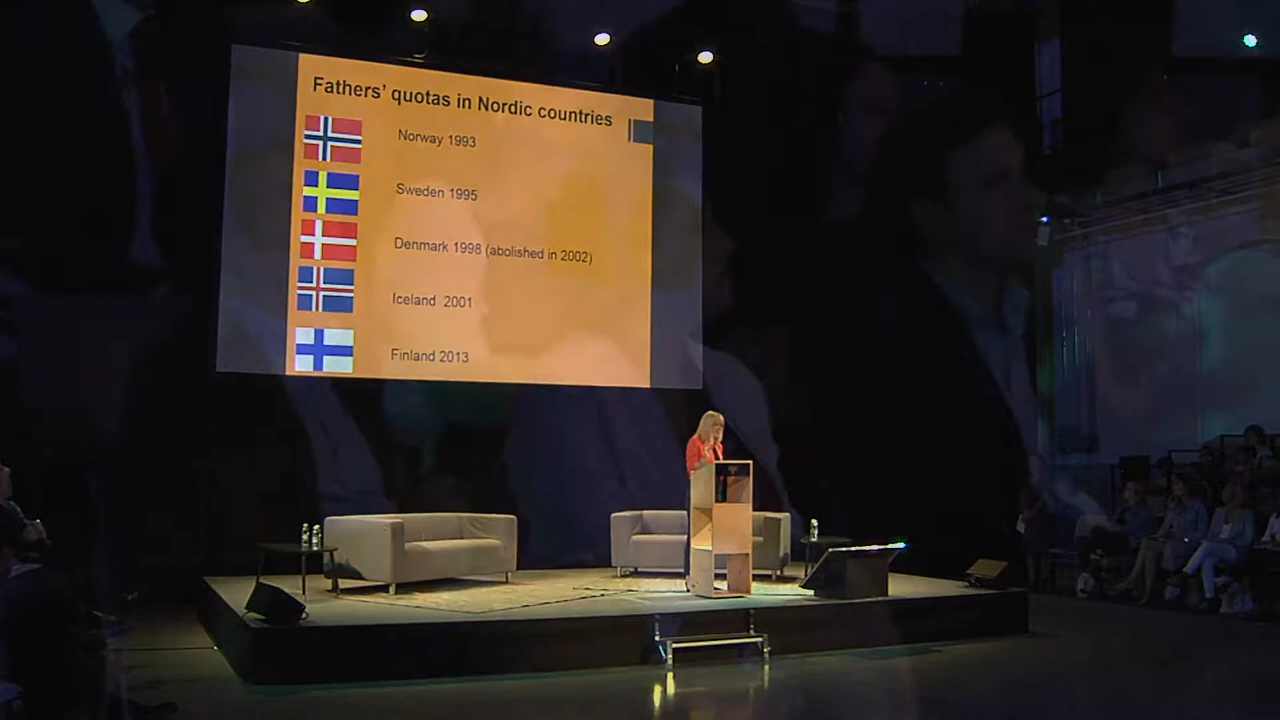 Fathers' quotas in Nordic countries
Norway 1993
Sweden 1995
Denmark 1998 (abolished in 2002)
Iceland 2001
Finland 2013